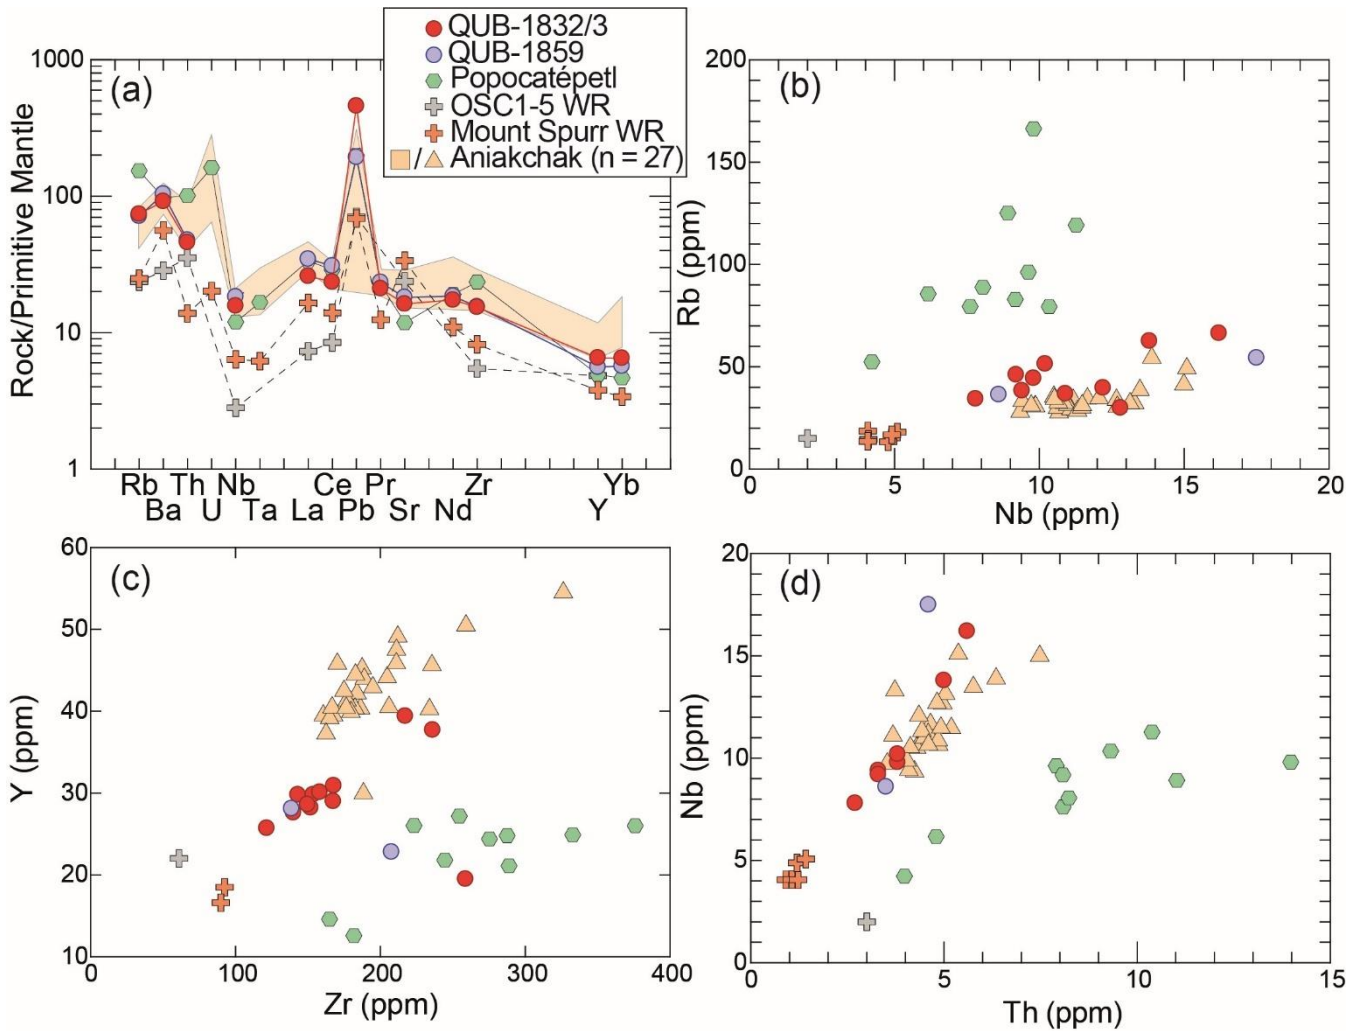 QUB-1832/3
QUB-1859
Popocatépetl
OSC1-5 WR
Mount Spurr WR
/ Aniakchak (n = 27)
(a)
Rock/Primitive Mantle
1000
100
10
1
Rb Th Nb Ce Pr Zr Yb
Ba U Ta La Pb Sr Nd Y
(b)
Rb (ppm)
200
150
100
50
0
0 5 10 15 20
Nb (ppm)
(c)
Y (ppm)
60
50
40
30
20
10
0 100 200 300 400
Zr (ppm)
(d)
Nb (ppm)
20
15
10
5
0
0 5 10 15
Th (ppm)